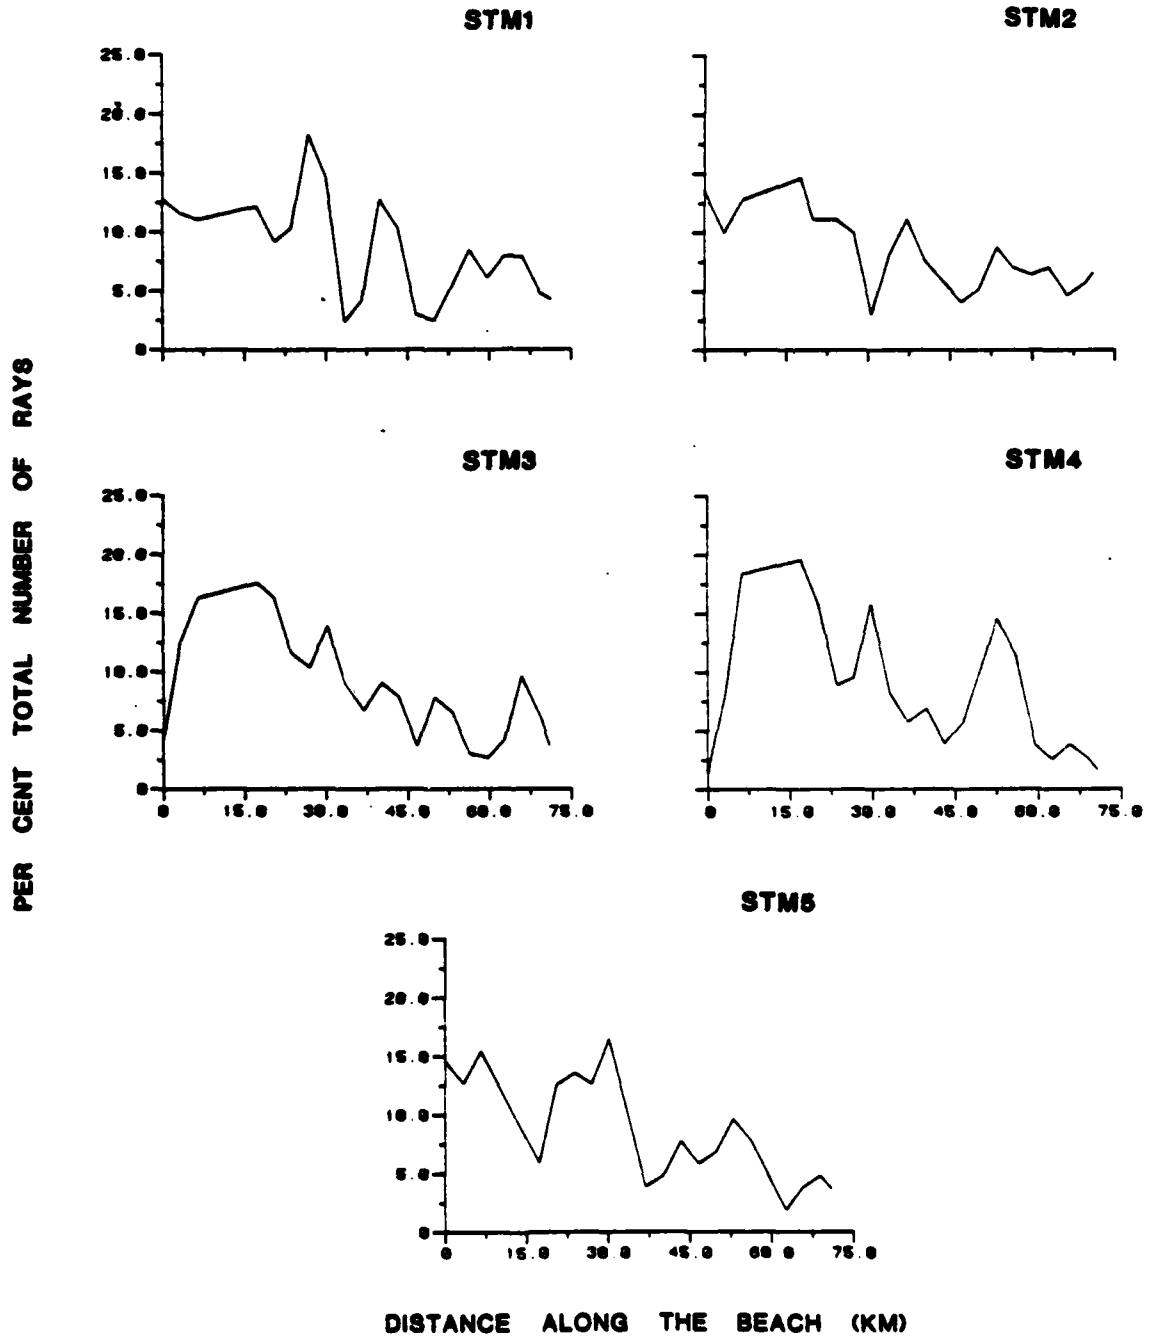 STM1
STM2
25.0
20.0
15.0
10.0
5.0
0
PER CENT TOTAL NUMBER OF RAYS
STM3
STM4
25.0
20.0
15.0
10.0
5.0
0
0 15.0 30.0 45.0 60.0 75.0
0 15.0 30.0 45.0 60.0 75.0
STM5
25.0
20.0
15.0
10.0
5.0
0
0 15.0 30.0 45.0 60 0 75.0
DISTANCE ALONG THE BEACH (KM)